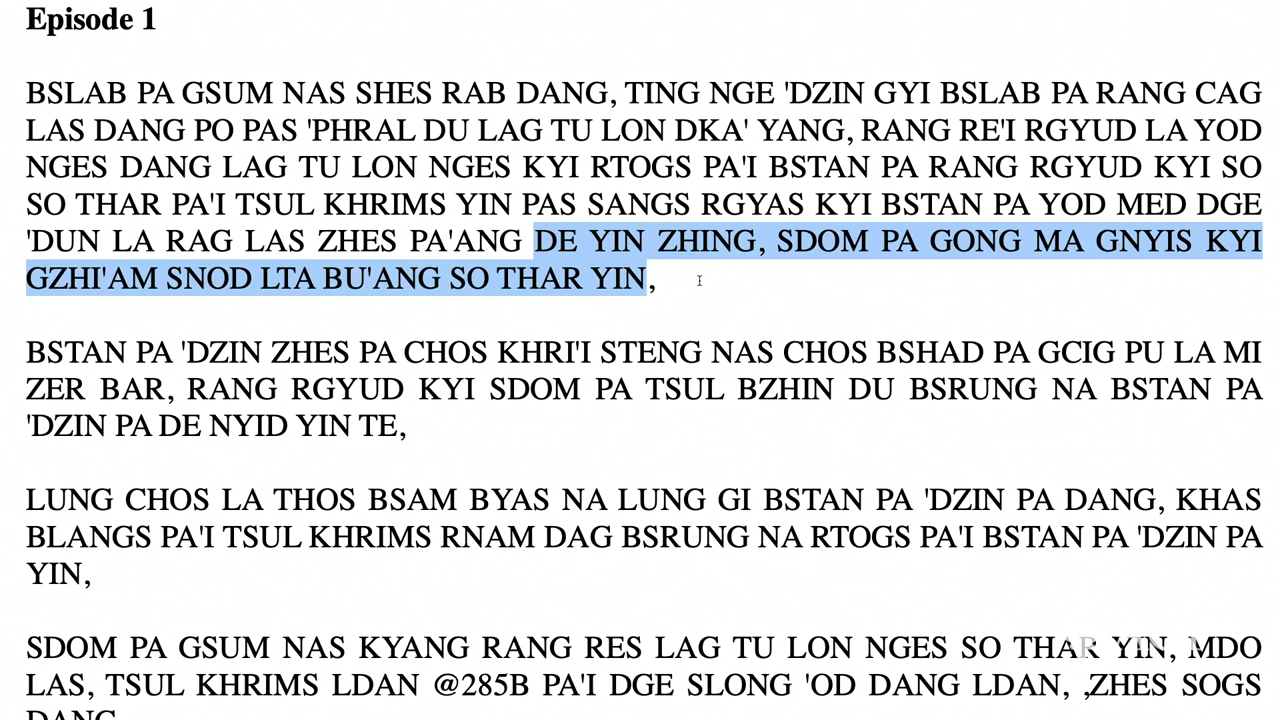 Episode 1
BSLAB PA GSUM NAS SHES RAB DANG, TING NGE 'DZIN GYI BSLAB PA RANG CAG
LAS DANG PO PAS 'PHRAL DU LAG TU LON DKA' YANG, RANG RE'I RGYUD LA YOD
NGES DANG LAG TU LON NGES KYI RTOGS PA'I BSTAN PA RANG RGYUD KYI SO
SO THAR PA'I TSUL KHRIMS YIN PAS SANGS RGYAS KYI BSTAN PA YOD MED DGE
'DUN LA RAG LAS ZHES PA'ANG DE YIN ZHING, SDOM PA GONG MA GNYIS KYI
GZHI'AM SNOD LTA BU'ANG SO THAR YIN,
BSTAN PA 'DZIN ZHES PA CHOS KHRI'I STENG NAS CHOS BSHAD PA GCIG PU LA MI
ZER BAR, RANG RGYUD KYI SDOM PA TSUL BZHIN DU BSRUNG NA BSTAN PA
'DZIN PA DE NYID YIN TE,
LUNG CHOS LA THOS BSAM BYAS NA LUNG GI BSTAN PA 'DZIN PA DANG, KHAS
BLANGS PA'I TSUL KHRIMS RNAM DAG BSRUNG NA RTOGS PA'I BSTAN PA 'DZIN PA
YIN,
SDOM PA GSUM NAS KYANG RANG RES LAG TU LON NGES SO THAR YIN, MDO
LAS, TSUL KHRIMS LDAN @285B PA'I DGE SLONG 'OD DANG LDAN, ,ZHES SOGS
DANG